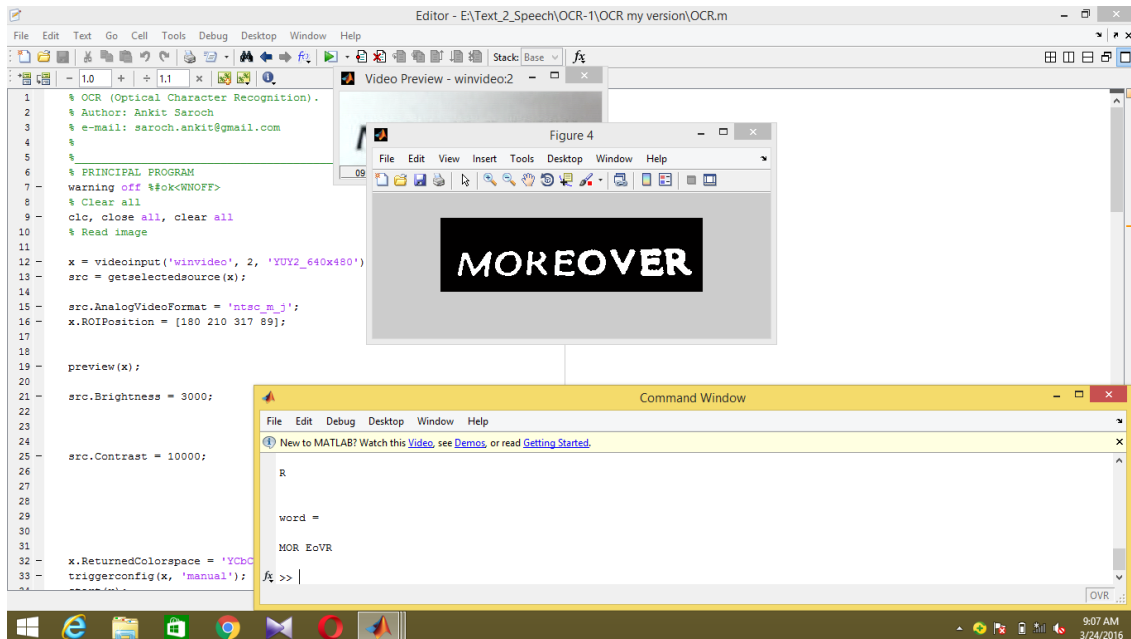 Editor - E:\Text_2_Speech\OCR-1\OCR my version\OCR.m
File Edit Text Go Cell Tools Debug Desktop Window Help
Stack: Base fx
- 1.0 + ÷ 1.1 ×
1 % OCR (Optical Character Recognition).
2 % Author: Ankit Saroch
3 % e-mail: saroch.ankit@gmail.com
4 %
5 %
6 % PRINCIPAL PROGRAM
7 - warning off %#ok<WNOFF>
8 % Clear all
9 - clc, close all, clear all
10 % Read image
11
12 - x = videoinput('winvideo', 2, 'YUY2_640x480')
13 - src = getselectedsource(x);
14
15 - src.AnalogVideoFormat = 'ntsc_m_j';
16 - x.ROIPosition = [180 210 317 89];
17
18
19 - preview(x);
20
21 - src.Brightness = 3000;
22
23
24
25 - src.Contrast = 10000;
26
27
28
29
30
31
32 - x.ReturnedColorspace = 'YCbC
33 - triggerconfig(x, 'manual');
Video Preview - winvideo:2
09
Figure 4
File Edit View Insert Tools Desktop Window Help
MOREOVER
Command Window
File Edit Debug Desktop Window Help
New to MATLAB? Watch this Video, see Demos, or read Getting Started.
R
word =
MOR EoVR
fx >>
OVR
9:07 AM
3/24/2016